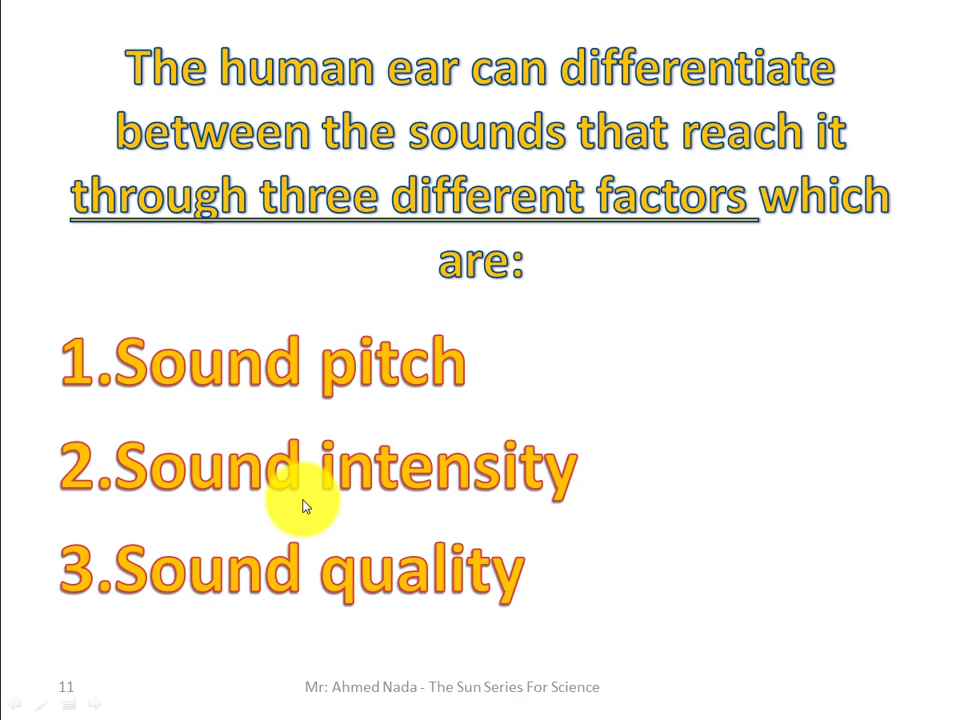 The human ear can differentiate
between the sounds that reach it
through three different factors which
are:
1.Sound pitch
2.Sound intensity
3.Sound quality
11
Mr: Ahmed Nada - The Sun Series For Science